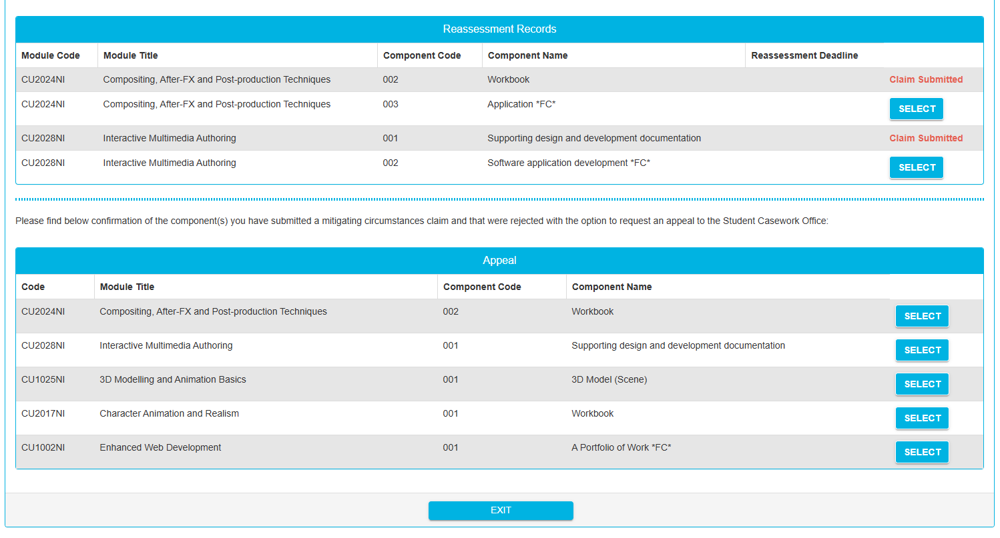 Reassessment Records
Module Code Module Title Component Code Component Name Reassessment Deadline
CU2024NI Compositing, After-FX and Post-production Techniques 002 Workbook Claim Submitted
CU2024NI Compositing, After-FX and Post-production Techniques 003 Application *FC* SELECT
CU2028NI Interactive Multimedia Authoring 001 Supporting design and development documentation Claim Submitted
CU2028NI Interactive Multimedia Authoring 002 Software application development *FC* SELECT
Please find below confirmation of the component(s) you have submitted a mitigating circumstances claim and that were rejected with the option to request an appeal to the Student Casework Office:
Appeal
Code Module Title Component Code Component Name
CU2024NI Compositing, After-FX and Post-production Techniques 002 Workbook SELECT
CU2028NI Interactive Multimedia Authoring 001 Supporting design and development documentation SELECT
CU1025NI 3D Modelling and Animation Basics 001 3D Model (Scene) SELECT
CU2017NI Character Animation and Realism 001 Workbook SELECT
CU1002NI Enhanced Web Development 001 A Portfolio of Work *FC* SELECT
EXIT